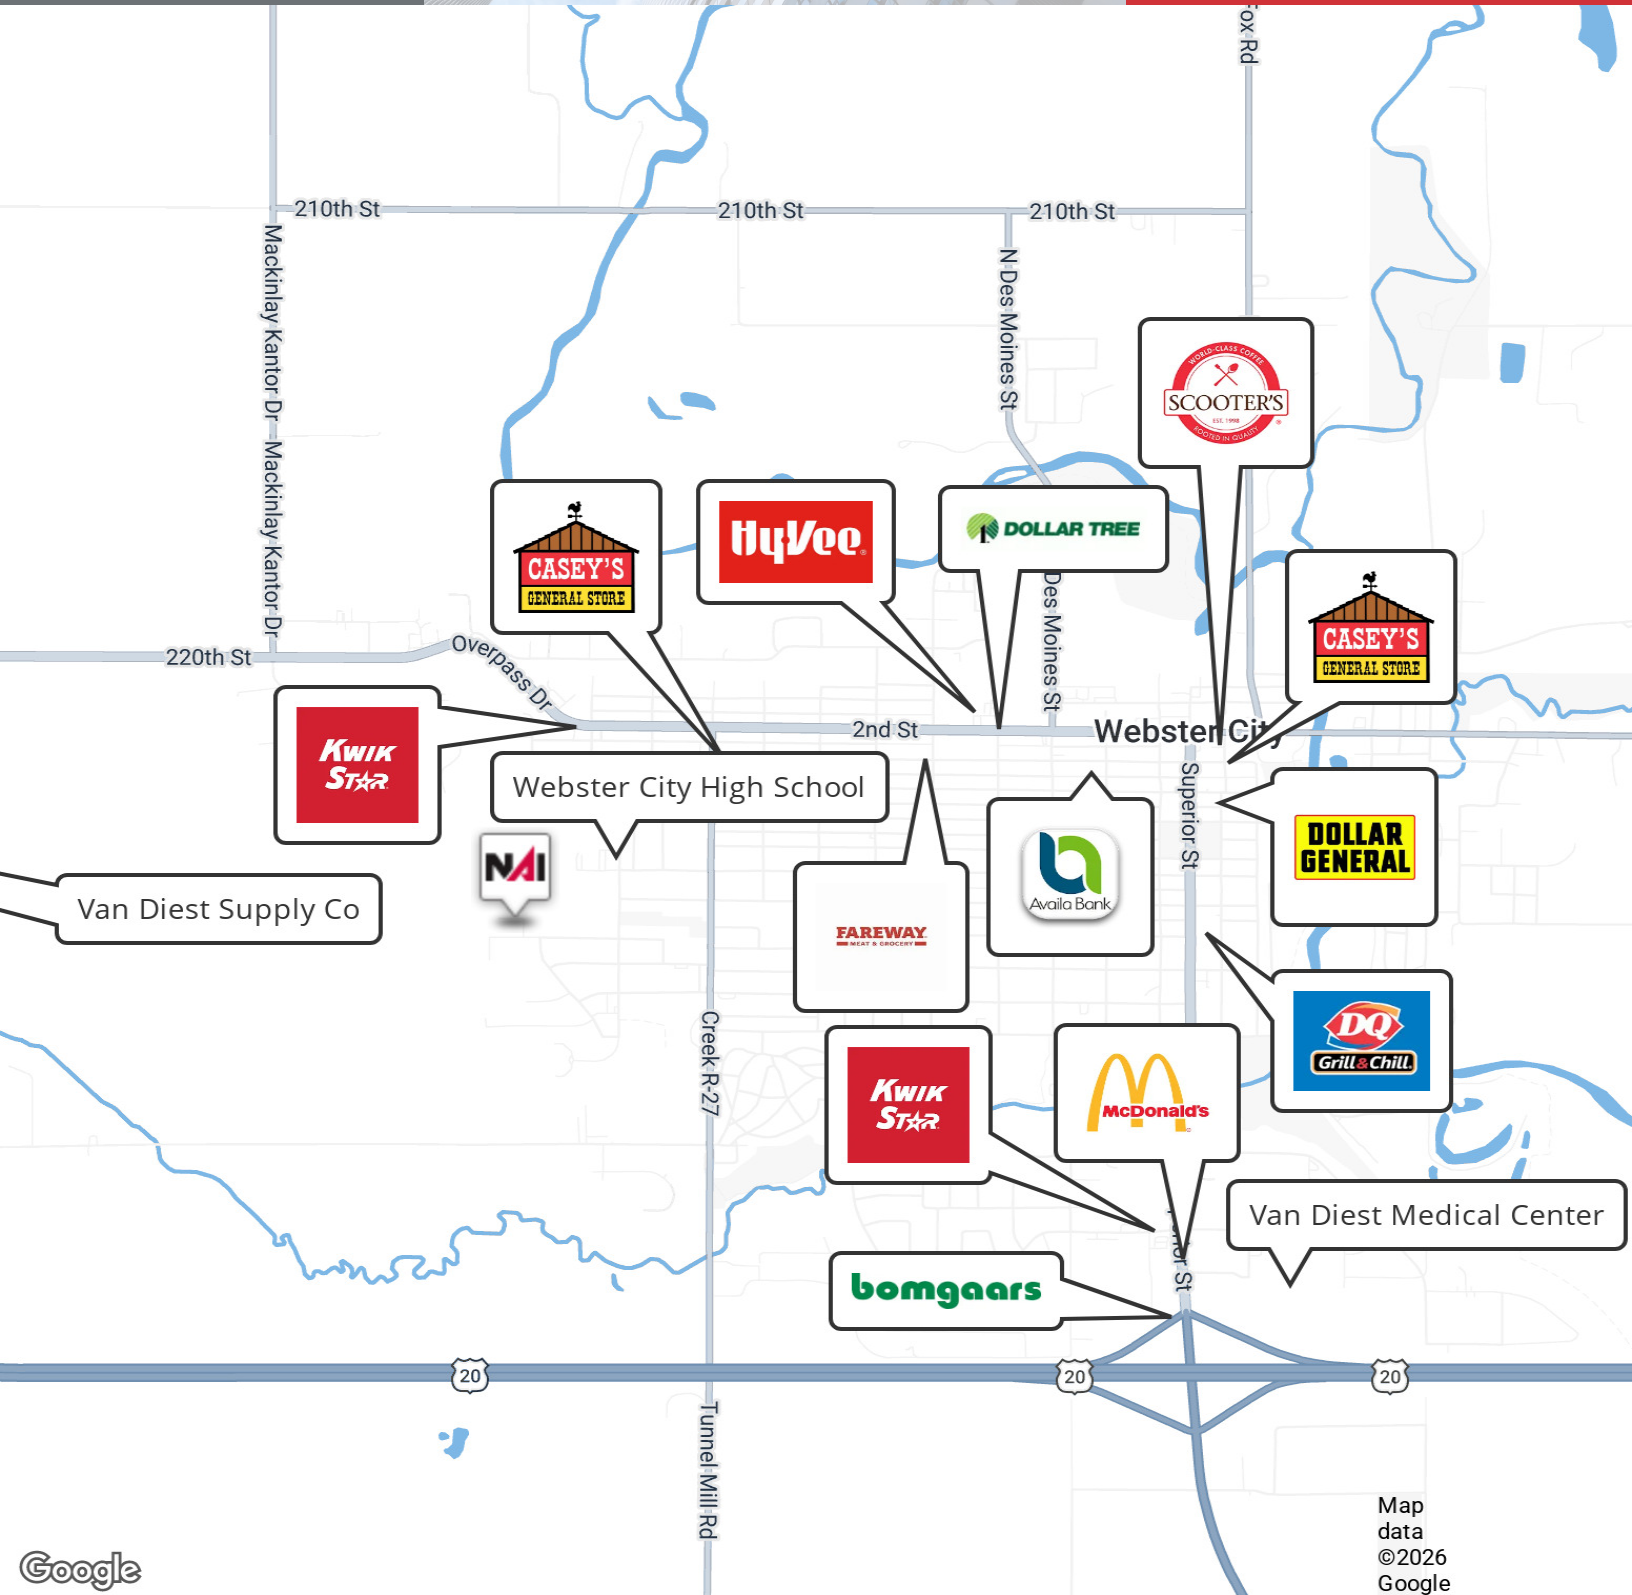 Fox Rd
210th St
210th St
210th St
Mackinlay Kantor Dr
Mackinlay Kantor Dr
N Des Moines St
WORLD-CLASS COFFEE
SCOOTER'S
EST. 1998
ROOTED IN QUALITY
CASEY'S
GENERAL STORE
HyVee
DOLLAR TREE
CASEY'S
GENERAL STORE
Des Moines St
220th St
Overpass Dr
2nd St
Webster City
KWIK
STAR
Webster City High School
Superior St
DOLLAR
GENERAL
NAI
Availa Bank
Van Diest Supply Co
FAREWAY
MEAT & GROCERY
DQ
Grill & Chill
Creek R-27
KWIK
STAR
McDonald's
Van Diest Medical Center
St
bomgaars
20
20
20
Tunnel Mill Rd
Map
data
©2026
Google
Google